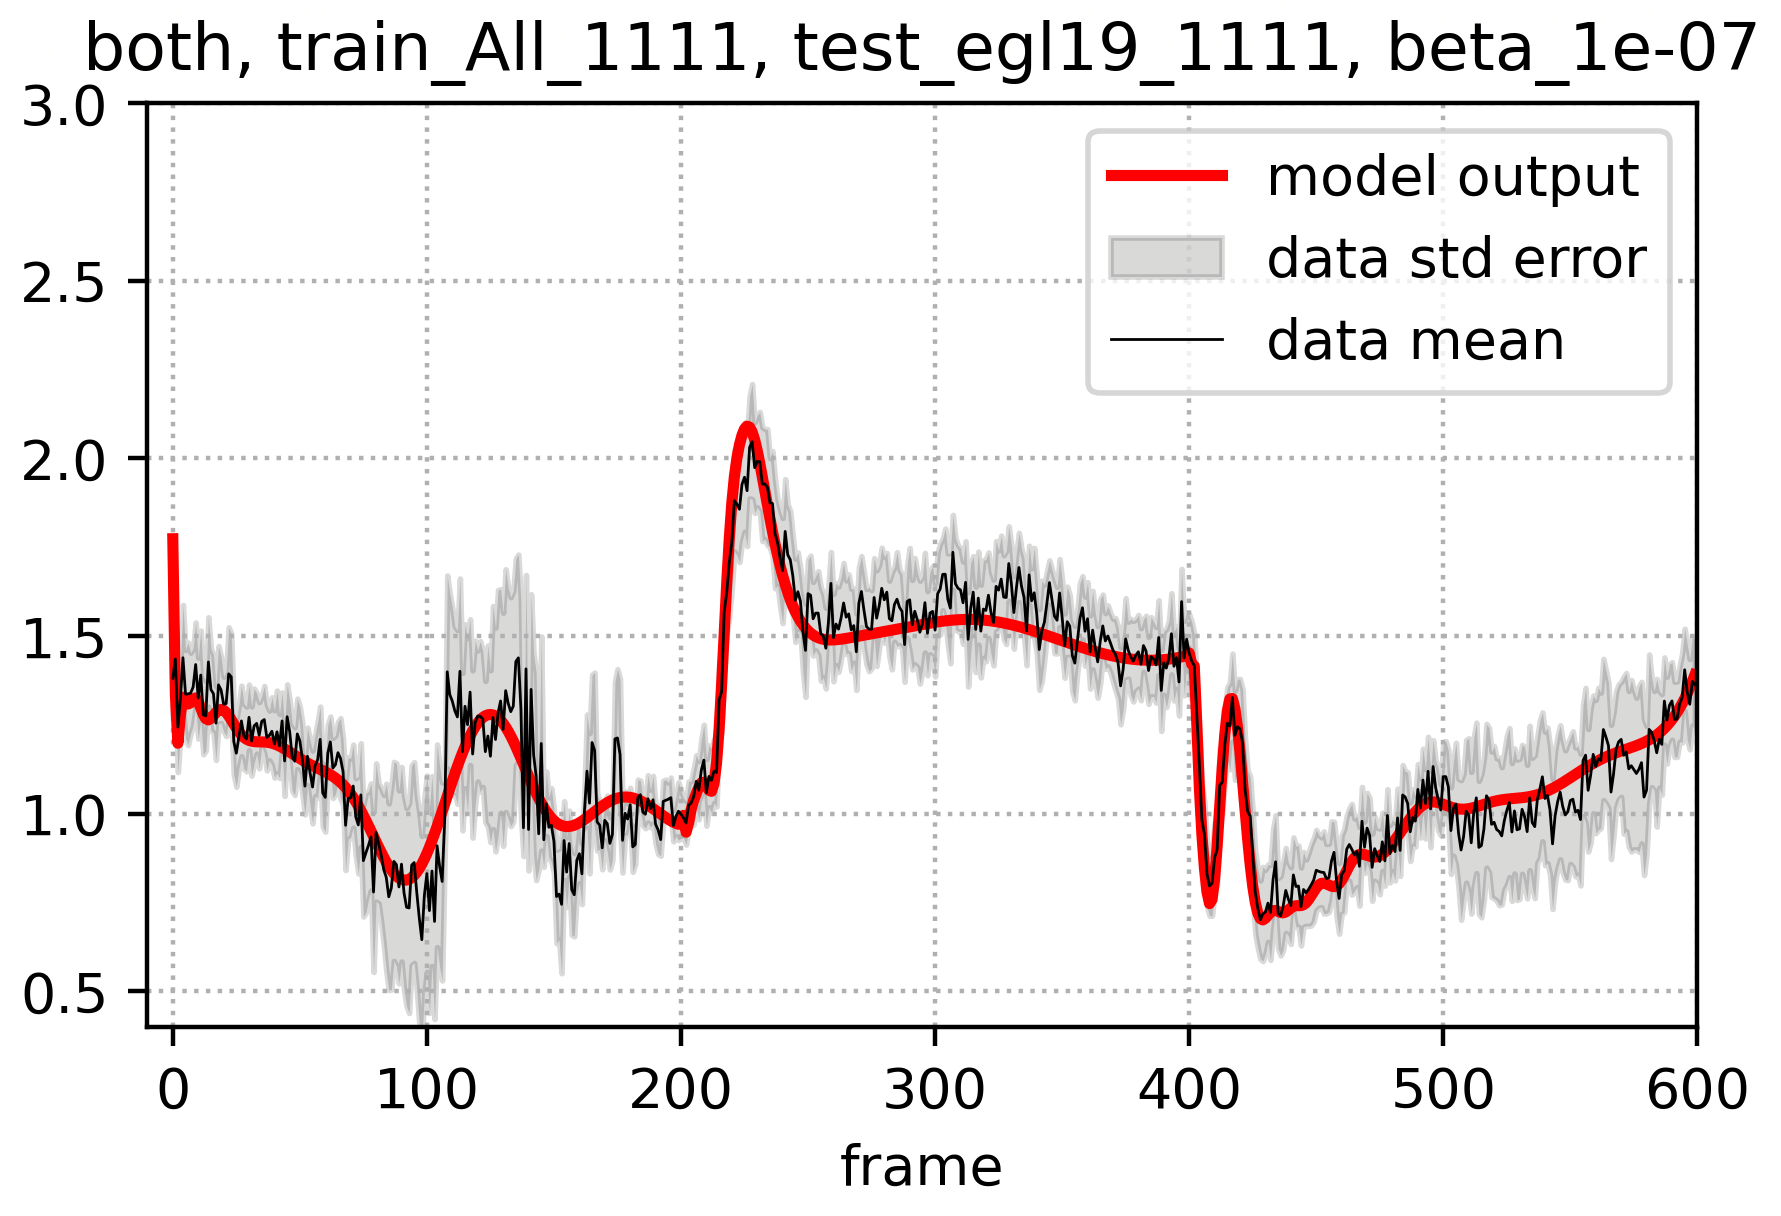 both, train_All_1111, test_egl19_1111, beta_1e-07
3.0
2.5
2.0
1.5
1.0
0.5
model output
data std error
data mean
0 100 200 300 400 500 600
frame